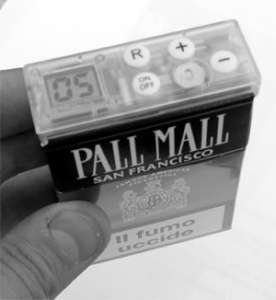 05
R
+
-
ON
OFF
PALL MALL
SAN FRANCISCO
Il fumo
uccide